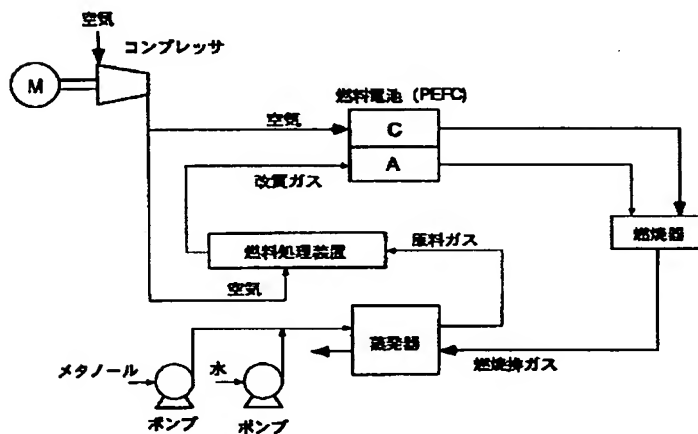 空気
コンプレッサ
M
燃料電池 (PEFC)
空気
C
A
改質ガス
燃焼器
原料ガス
燃料処理装置
空気
蒸発器
燃焼排ガス
メタノール
水
ポンプ
ポンプ